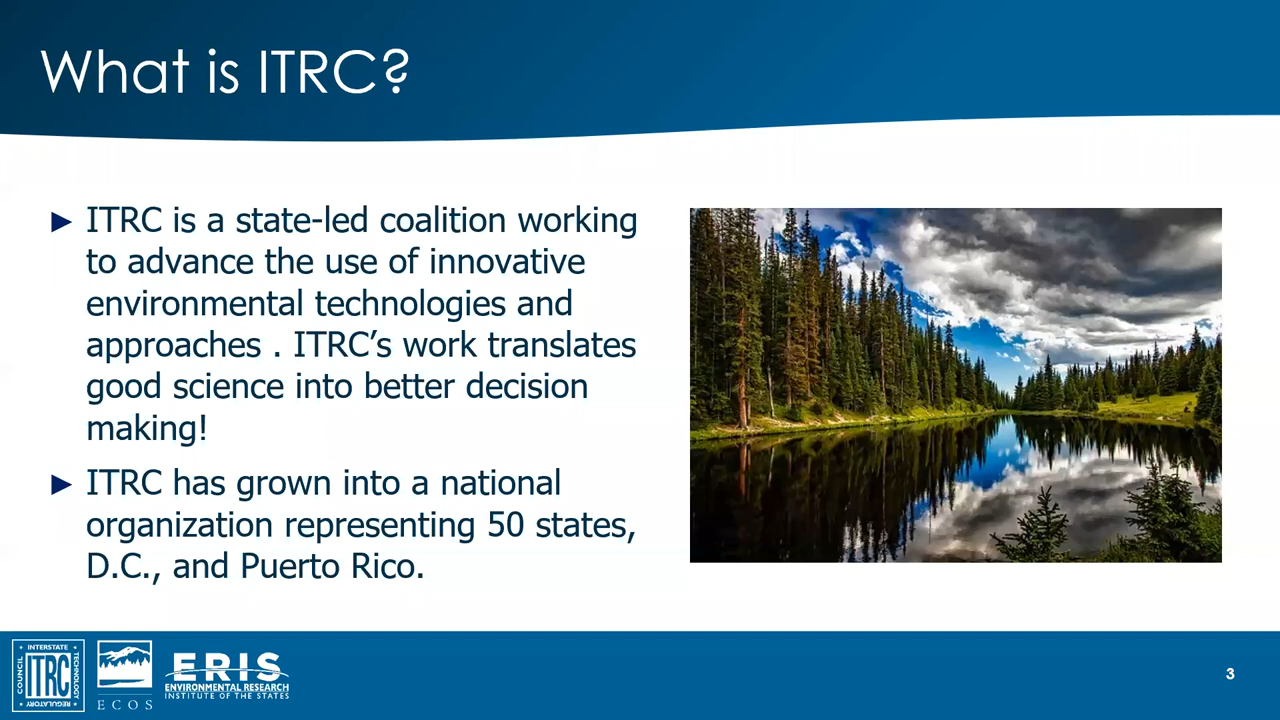 What is ITRC?
► ITRC is a state-led coalition working
to advance the use of innovative
environmental technologies and
approaches . ITRC’s work translates
good science into better decision
making!
► ITRC has grown into a national
organization representing 50 states,
D.C., and Puerto Rico.
INTERSTATE
COUNCIL
ITRC
TECHNOLOGY
REGULATORY
ECOS
ERIS
ENVIRONMENTAL RESEARCH
INSTITUTE OF THE STATES
3